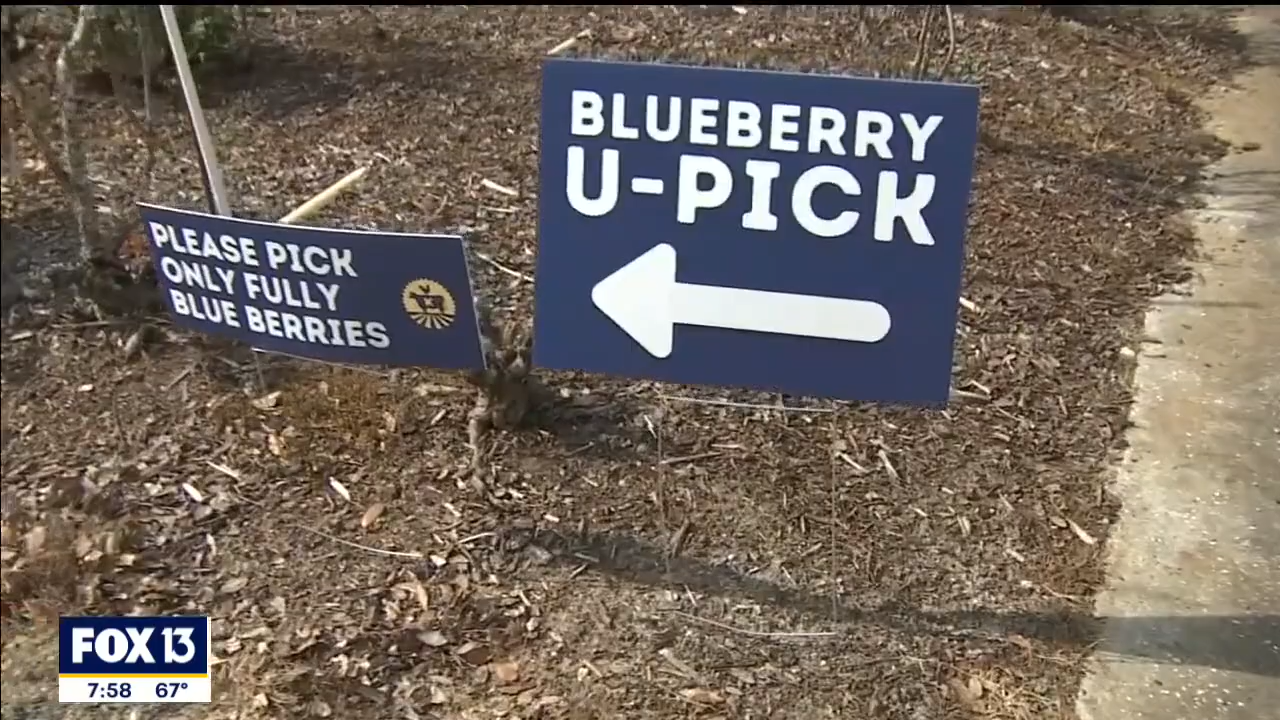 BLUEBERRY
U-PICK
PLEASE PICK
ONLY FULLY
BLUE BERRIES
FOX 13
7:58 67°